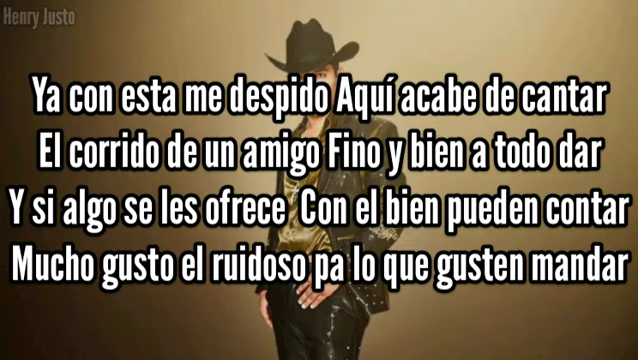 Henry Justo
Ya con esta me despido Aquí acabe de cantar
El corrido de un amigo Fino y bien a todo dar
Y si algo se les ofrece Con el bien pueden contar
Mucho gusto el ruidoso pa lo que gusten mandar